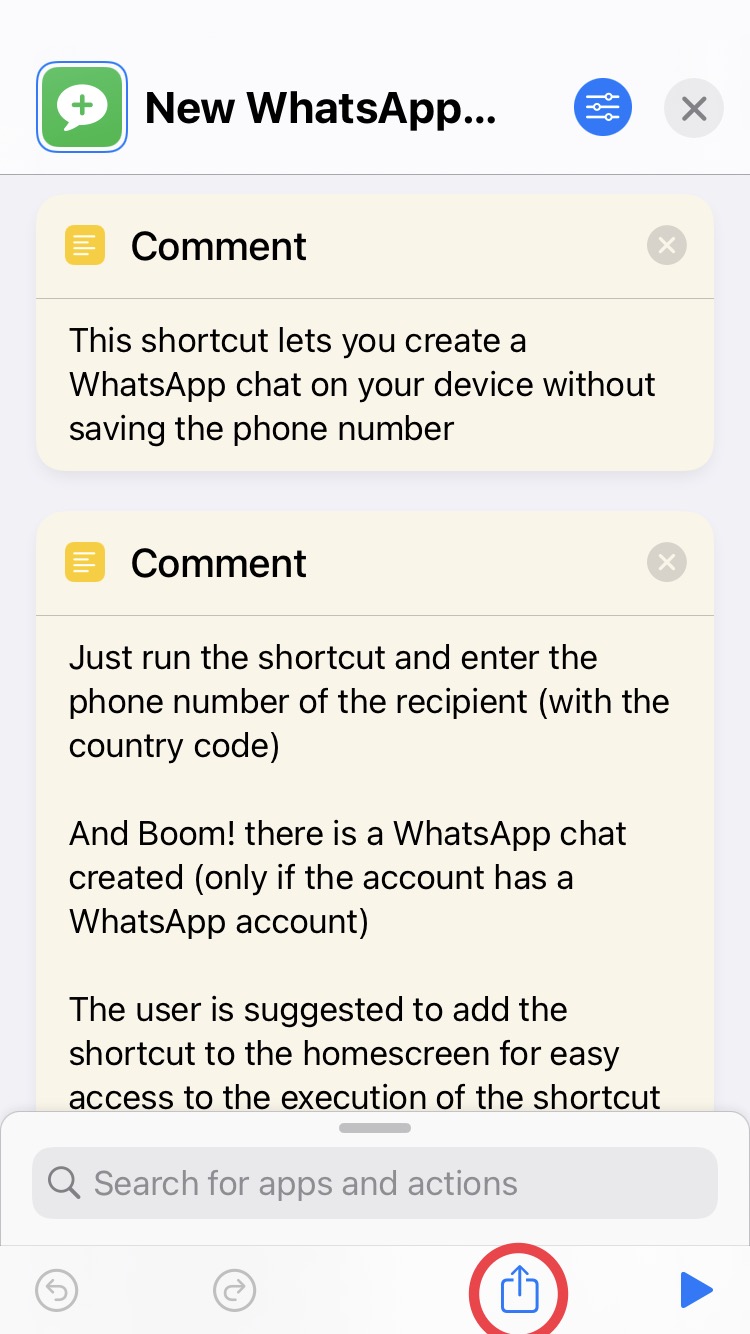 New WhatsApp...
Comment
This shortcut lets you create a
WhatsApp chat on your device without
saving the phone number
Comment
Just run the shortcut and enter the
phone number of the recipient (with the
country code)
And Boom! there is a WhatsApp chat
created (only if the account has a
WhatsApp account)
The user is suggested to add the
shortcut to the homescreen for easy
access to the execution of the shortcut
Search for apps and actions